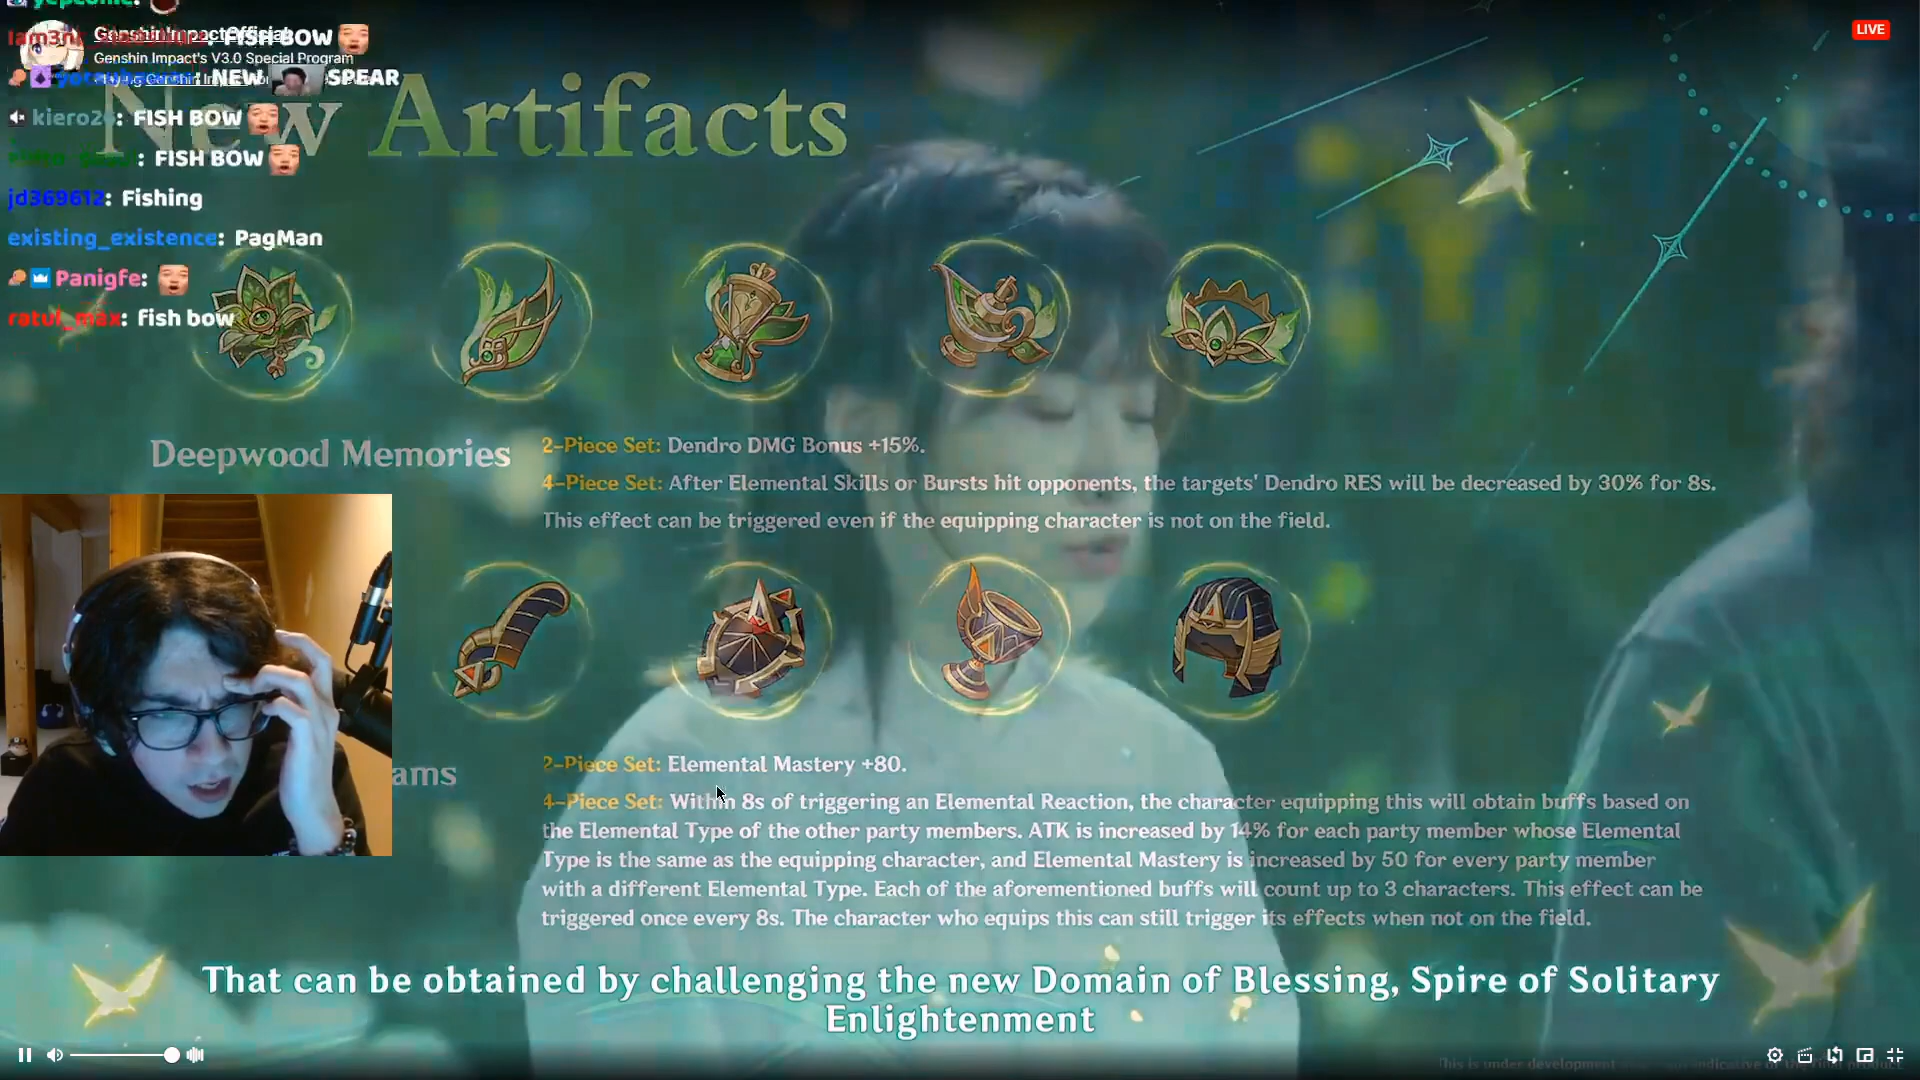 GenshinImpactOfficial
Genshin Impact's V3.0 Special Program
LIVE
FISH BOW
NEW SPEAR
kiero26: FISH BOW
: FISH BOW
jd369612: Fishing
existing_existence: PagMan
Panigfe:
ratul_max: fish bow
New Artifacts
Deepwood Memories
2-Piece Set: Dendro DMG Bonus +15%.
4-Piece Set: After Elemental Skills or Bursts hit opponents, the targets' Dendro RES will be decreased by 30% for 8s.
This effect can be triggered even if the equipping character is not on the field.
ams
2-Piece Set: Elemental Mastery +80.
4-Piece Set: Within 8s of triggering an Elemental Reaction, the character equipping this will obtain buffs based on
the Elemental Type of the other party members. ATK is increased by 14% for each party member whose Elemental
Type is the same as the equipping character, and Elemental Mastery is increased by 50 for every party member
with a different Elemental Type. Each of the aforementioned buffs will count up to 3 characters. This effect can be
triggered once every 8s. The character who equips this can still trigger its effects when not on the field.
That can be obtained by challenging the new Domain of Blessing, Spire of Solitary
Enlightenment
This is under development